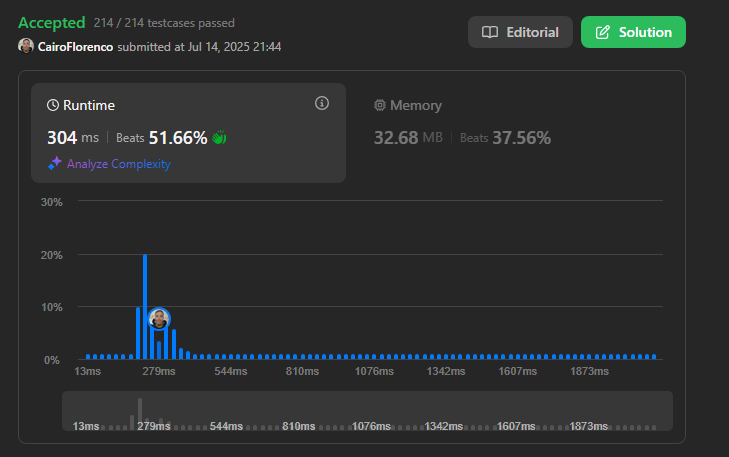 Accepted 214 / 214 testcases passed
CairoFlorenco submitted at Jul 14, 2025 21:44
Editorial
Solution
Runtime
304 ms Beats 51.66%
Analyze Complexity
Memory
32.68 MB Beats 37.56%
30%
20%
10%
0%
13ms 279ms 544ms 810ms 1076ms 1342ms 1607ms 1873ms
13ms 279ms 544ms 810ms 1076ms 1342ms 1607ms 1873ms